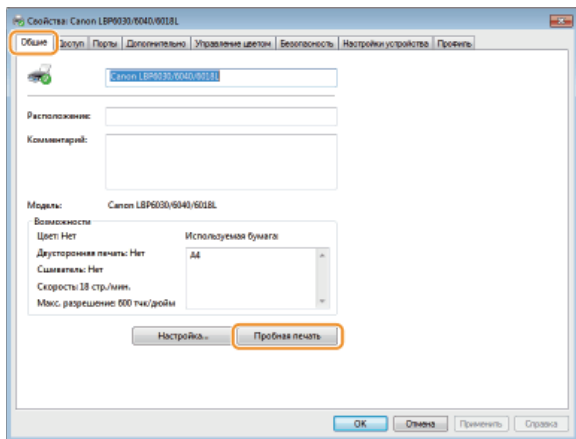 Свойства: Canon LBP6030/6040/6018L
Общие Доступ Порты Дополнительно Управление цветом Безопасность Настройки устройства Профиль
Canon LBP6030/6040/6018L
Расположение:
Комментарий:
Модель: Canon LBP6030/6040/6018L
Возможности
Цвет: Нет Используемая бумага:
Двусторонняя печать: Нет A4
Сшиватель: Нет
Скорость: 18 стр./мин.
Макс. разрешение: 600 тчк/дюйм
Настройка... Пробная печать
OK Отмена Применить Справка